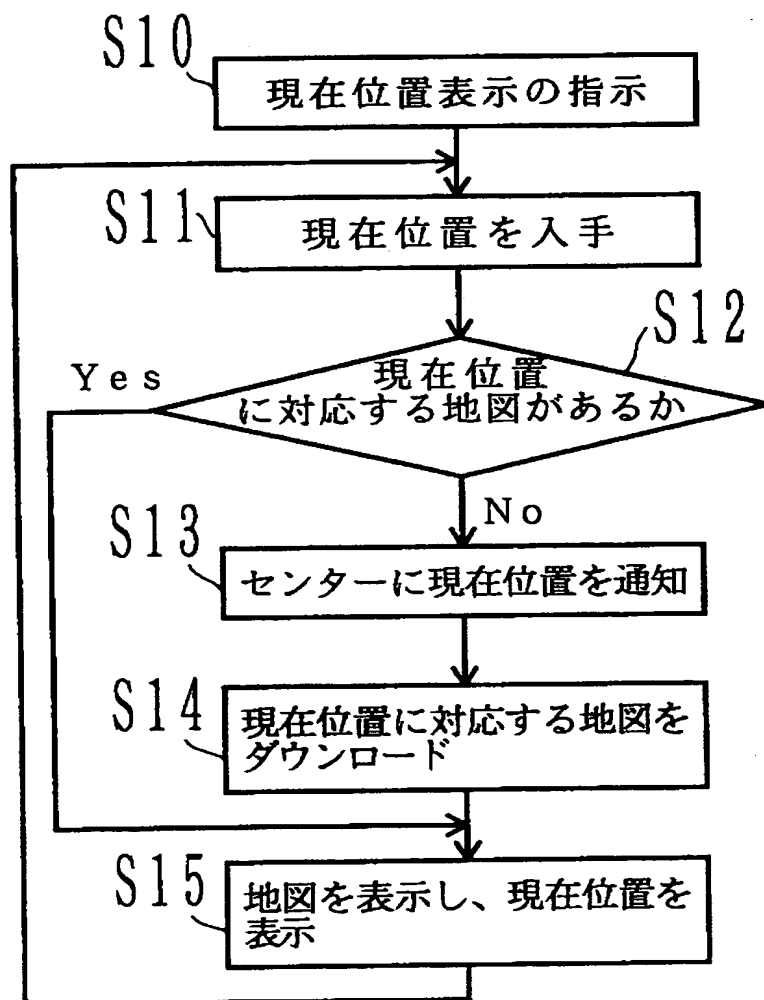 S10
現在位置表示の指示
S11
現在位置を入手
S12
現在位置
に対応する地図があるか
Yes
No
S13
センターに現在位置を通知
S14
現在位置に対応する地図を
ダウンロード
S15
地図を表示し、現在位置を
表示